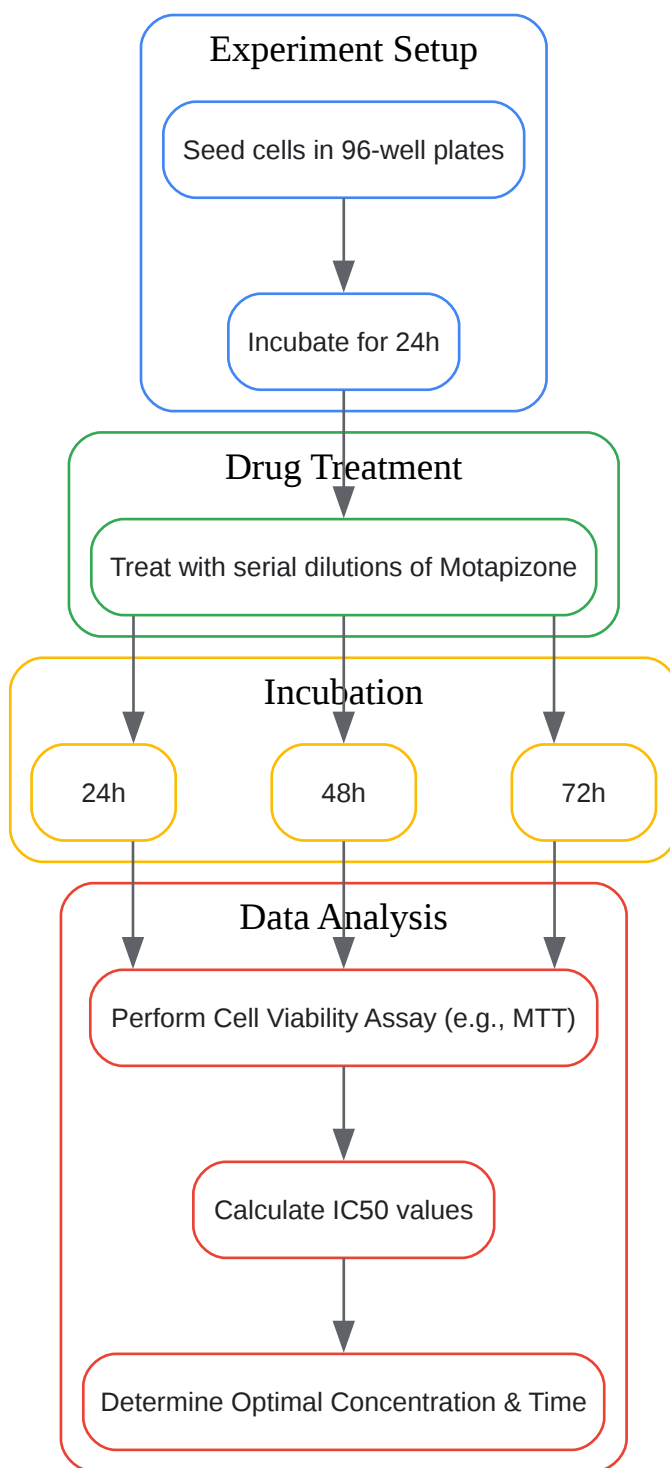 Experiment Setup
Seed cells in 96-well plates
Incubate for 24h
Drug Treatment
Treat with serial dilutions of Motapizone
Incubation
24h
48h
72h
Data Analysis
Perform Cell Viability Assay (e.g., MTT)
Calculate IC50 values
Determine Optimal Concentration & Time